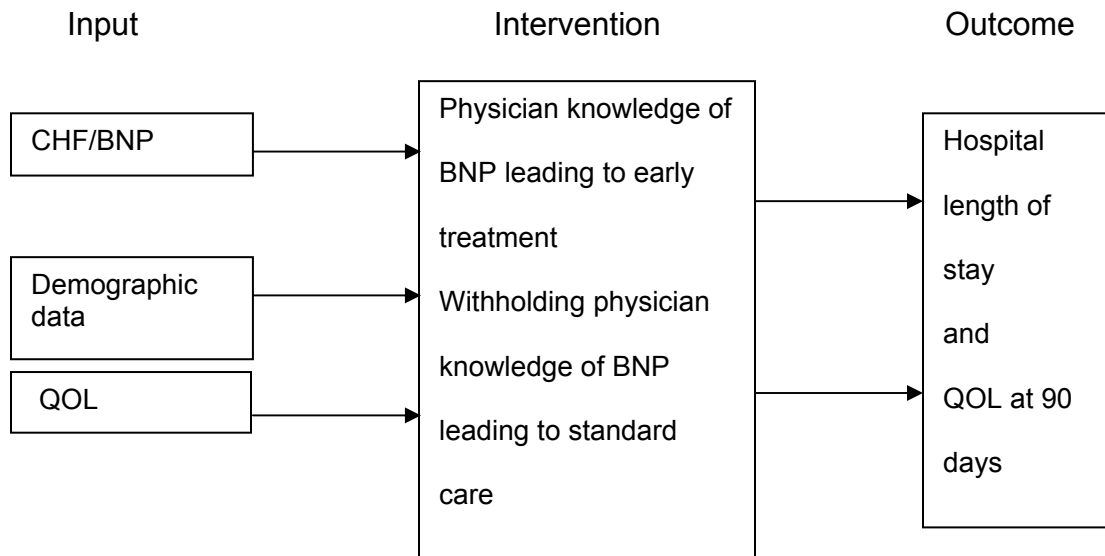 Input
Intervention
Outcome
CHF/BNP
Demographic
data
QOL
Physician knowledge of
BNP leading to early
treatment
Withholding physician
knowledge of BNP
leading to standard
care
Hospital
length of
stay
and
QOL at 90
days